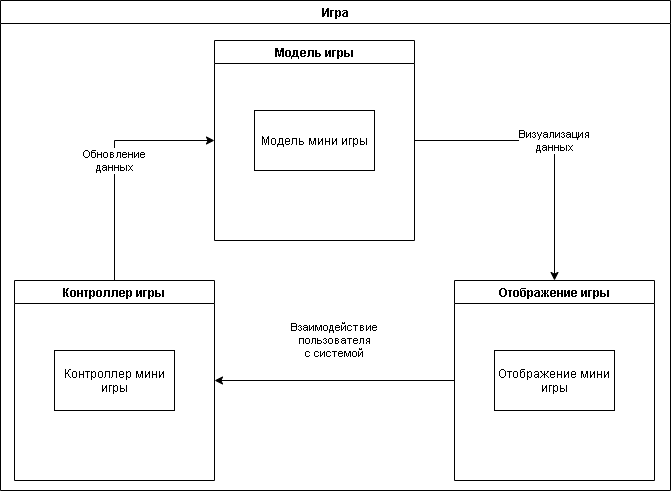 Игра
Модель игры
Модель мини игры
Обновление
данных
Визуализация
данных
Контроллер игры
Контроллер мини
игры
Взаимодействие
пользователя
с системой
Отображение игры
Отображение мини
игры